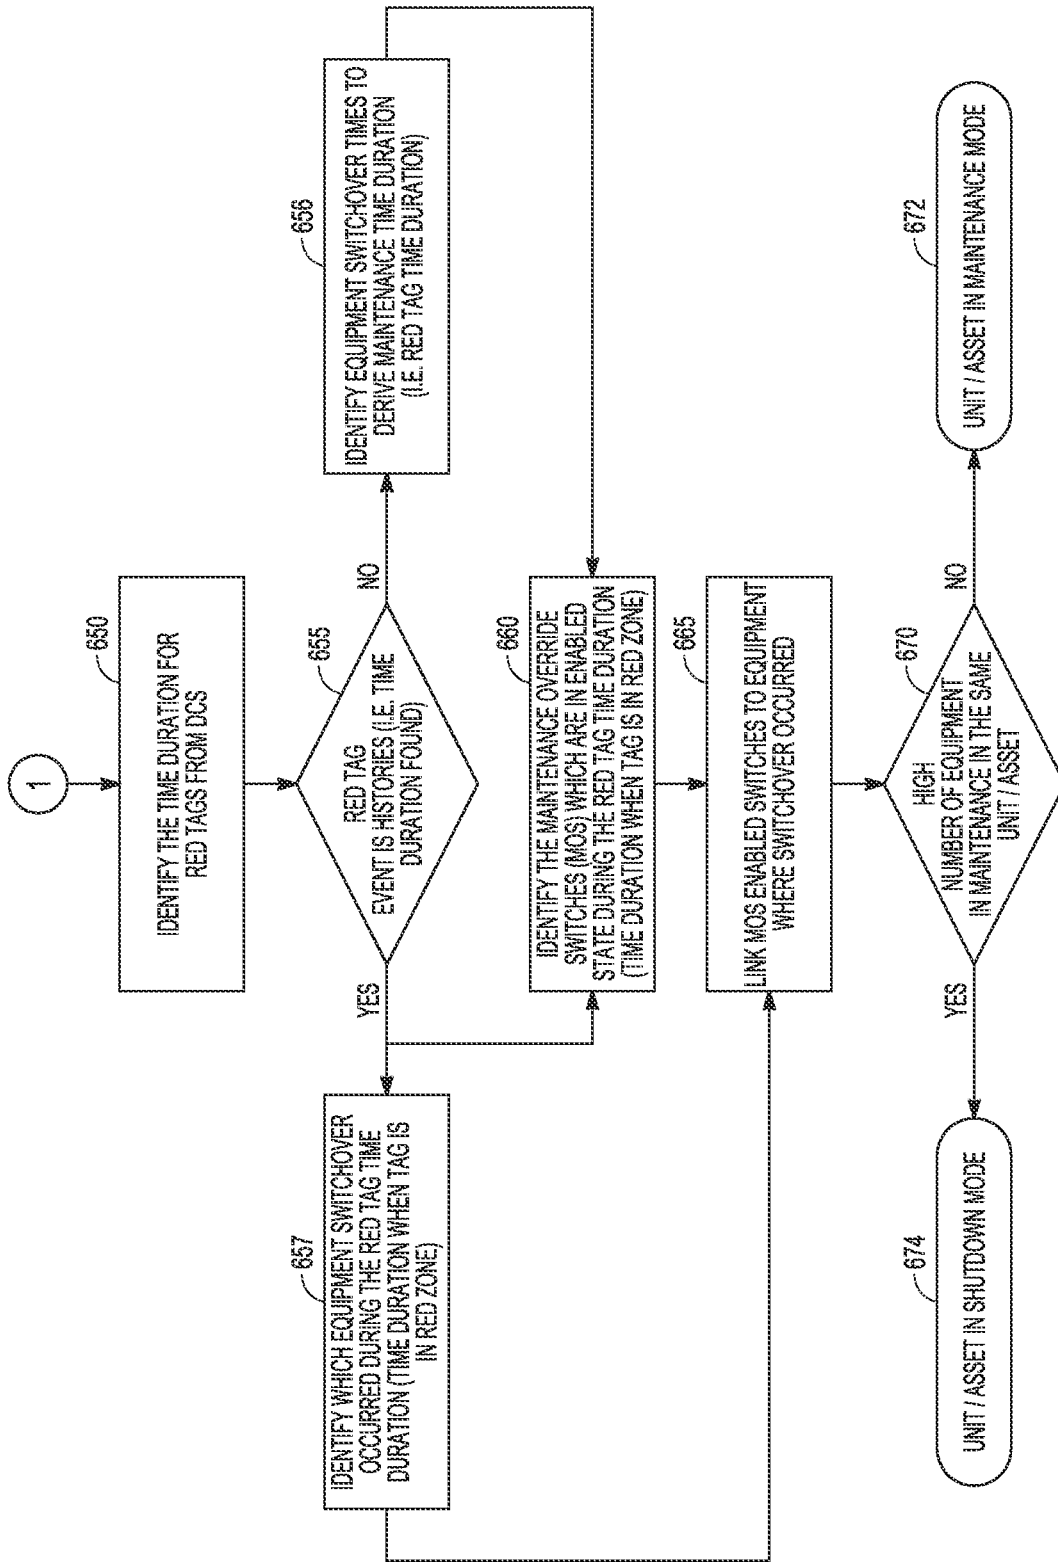 1
650
IDENTIFY THE TIME DURATION FOR
RED TAGS FROM DCS
655
RED TAG
EVENT IS HISTORIES (I.E. TIME
DURATION FOUND)
YES
NO
657
IDENTIFY WHICH EQUIPMENT SWITCHOVER
OCCURRED DURING THE RED TAG TIME
DURATION (TIME DURATION WHEN TAG IS
IN RED ZONE)
656
IDENTIFY EQUIPMENT SWITCHOVER TIMES TO
DERIVE MAINTENANCE TIME DURATION
(I.E. RED TAG TIME DURATION)
660
IDENTIFY THE MAINTENANCE OVERRIDE
SWITCHES (MOS) WHICH ARE IN ENABLED
STATE DURING THE RED TAG TIME DURATION
(TIME DURATION WHEN TAG IS IN RED ZONE)
665
LINK MOS ENABLED SWITCHES TO EQUIPMENT
WHERE SWITCHOVER OCCURRED
670
HIGH
NUMBER OF EQUIPMENT
IN MAINTENANCE IN THE SAME
UNIT / ASSET
YES
NO
674
UNIT / ASSET IN SHUTDOWN MODE
672
UNIT / ASSET IN MAINTENANCE MODE